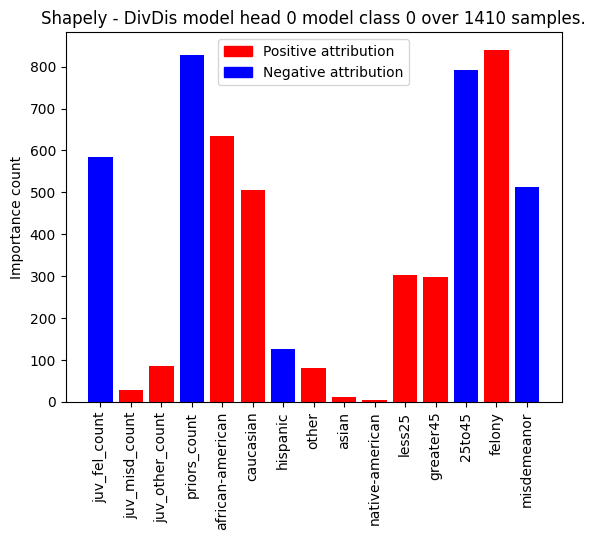 Shapely - DivDis model head 0 model class 0 over 1410 samples.
Positive attribution
Negative attribution
Importance count
800
700
600
500
400
300
200
100
0
juv_fel_count
juv_misd_count
juv_other_count
priors_count
african-american
caucasian
hispanic
other
asian
native-american
less25
greater45
25to45
felony
misdemeanor